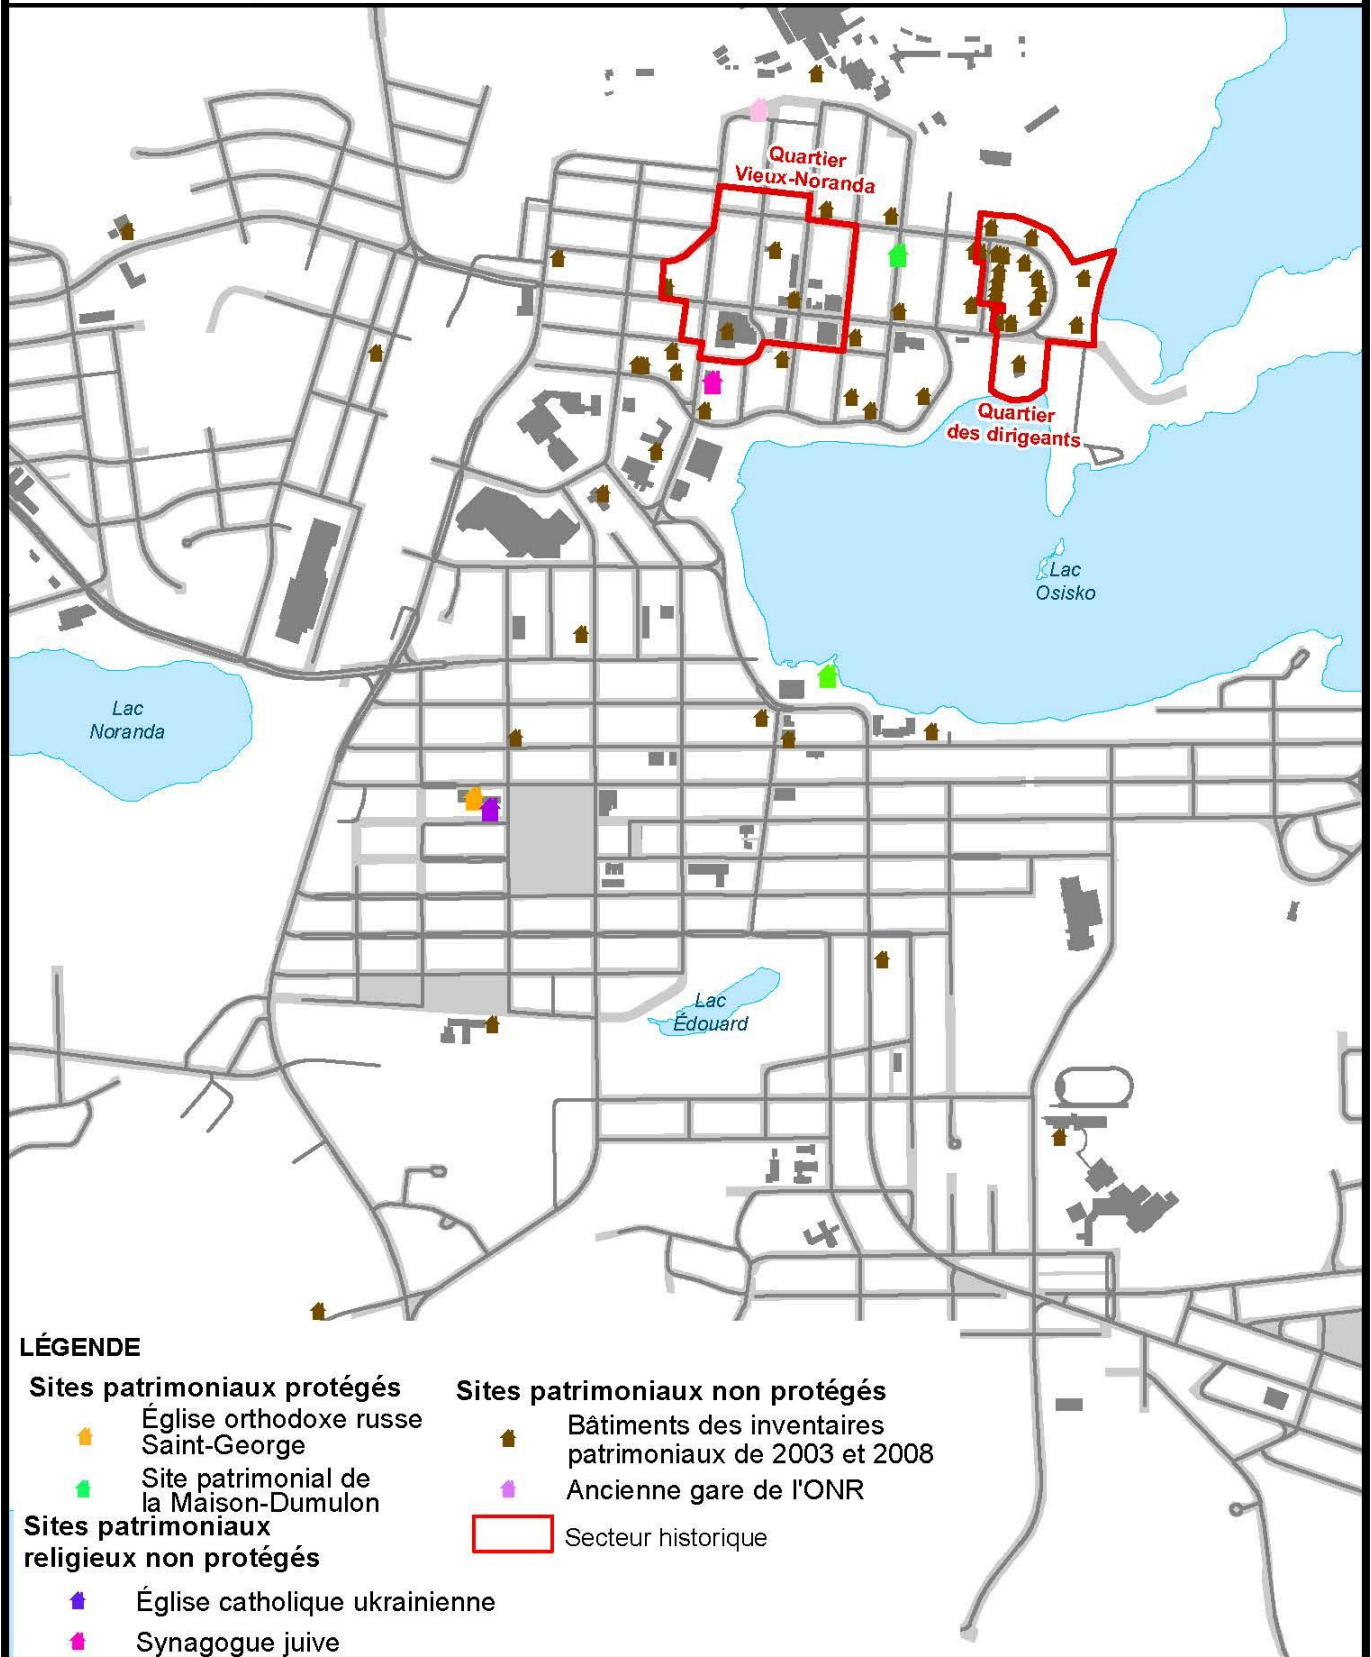 Quartier
Vieux-Noranda
Quartier
des dirigeants
Lac
Osisko
Lac
Noranda
Lac
Édouard
LÉGENDE
Sites patrimoniaux protégés
Église orthodoxe russe
Saint-George
Site patrimonial de
la Maison-Dumulon
Sites patrimoniaux
religieux non protégés
Église catholique ukrainienne
Synagogue juive
Sites patrimoniaux non protégés
Bâtiments des inventaires
patrimoniaux de 2003 et 2008
Ancienne gare de l'ONR
Secteur historique